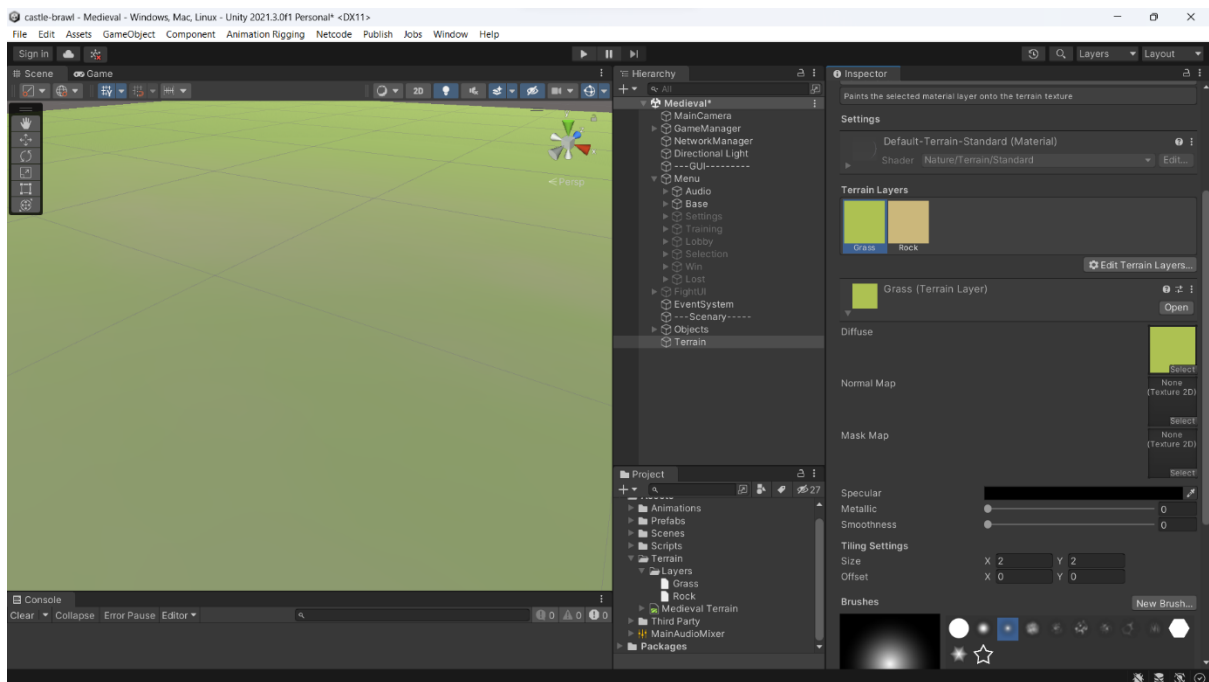 castle-brawl - Medieval - Windows, Mac, Linux - Unity 2021.3.0f1 Personal* <DX11>
File Edit Assets GameObject Component Animation Rigging Netcode Publish Jobs Window Help
Sign in
Layers
Layout
Scene
Game
2D
Persp
Hierarchy
All
Medieval*
MainCamera
GameManager
NetworkManager
Directional Light
---GUI---------
Menu
Audio
Base
Settings
Training
Lobby
Selection
Win
Lost
FightUI
EventSystem
---Scenary-----
Objects
Terrain
Project
27
Assets
Animations
Prefabs
Scenes
Scripts
Terrain
Layers
Grass
Rock
Medieval Terrain
Third Party
MainAudioMixer
Packages
Console
Clear Collapse Error Pause Editor
0 0 0
Inspector
Paints the selected material layer onto the terrain texture
Settings
Default-Terrain-Standard (Material)
Shader Nature/Terrain/Standard Edit...
Terrain Layers
Grass Rock
Edit Terrain Layers...
Grass (Terrain Layer)
Open
Diffuse
Select
Normal Map
None
(Texture 2D)
Select
Mask Map
None
(Texture 2D)
Select
Specular
Metallic 0
Smoothness 0
Tiling Settings
Size X 2 Y 2
Offset X 0 Y 0
Brushes
New Brush...